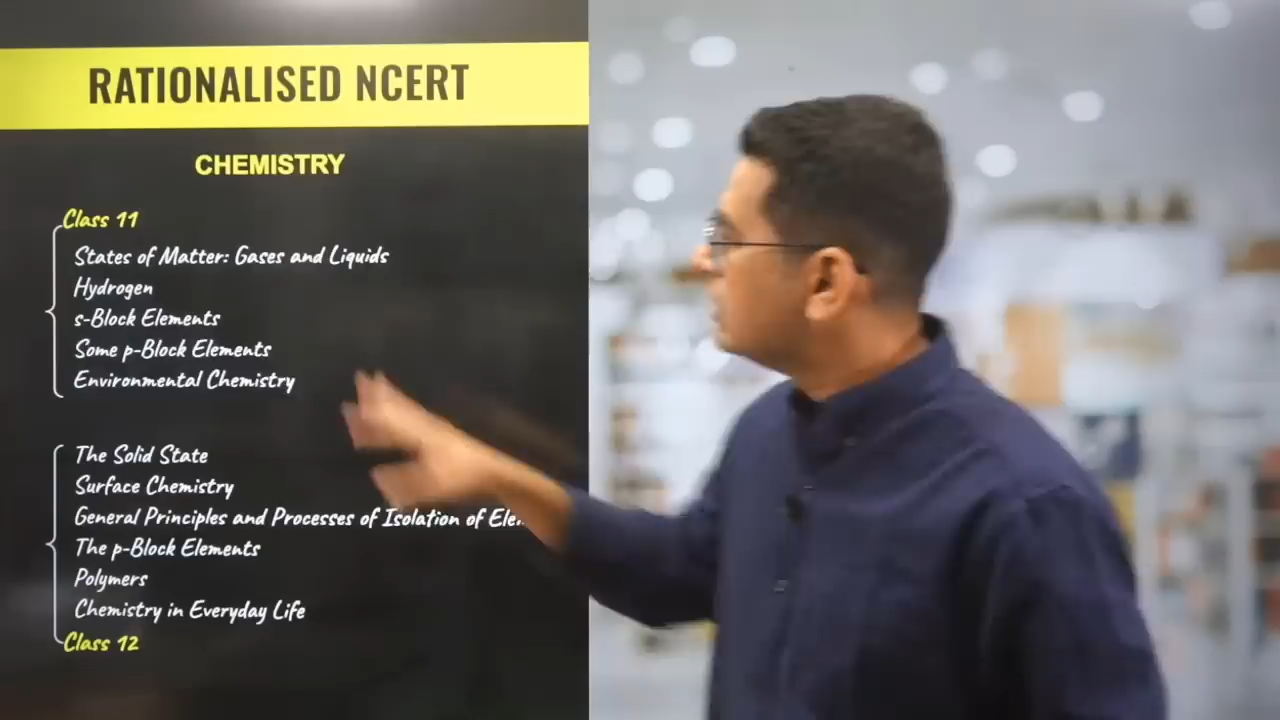 RATIONALISED NCERT
CHEMISTRY
Class 11
States of Matter: Gases and Liquids
Hydrogen
s-Block Elements
Some p-Block Elements
Environmental Chemistry
The Solid State
Surface Chemistry
General Principles and Processes of Isolation of
The p-Block Elements
Polymers
Chemistry in Everyday Life
Class 12